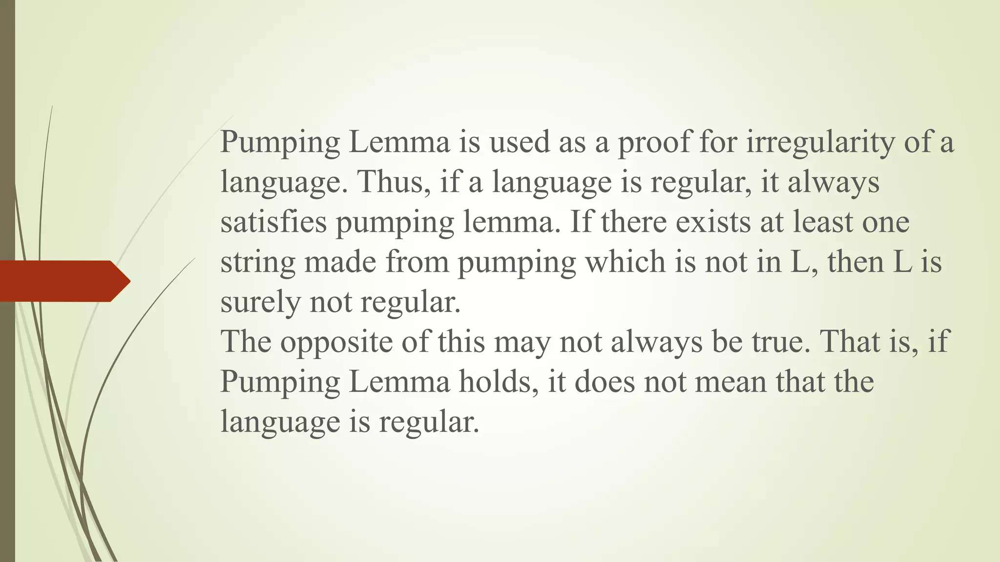 Pumping Lemma is used as a proof for irregularity of a
language. Thus, if a language is regular, it always
satisfies pumping lemma. If there exists at least one
string made from pumping which is not in L, then L is
surely not regular.
The opposite of this may not always be true. That is, if
Pumping Lemma holds, it does not mean that the
language is regular.